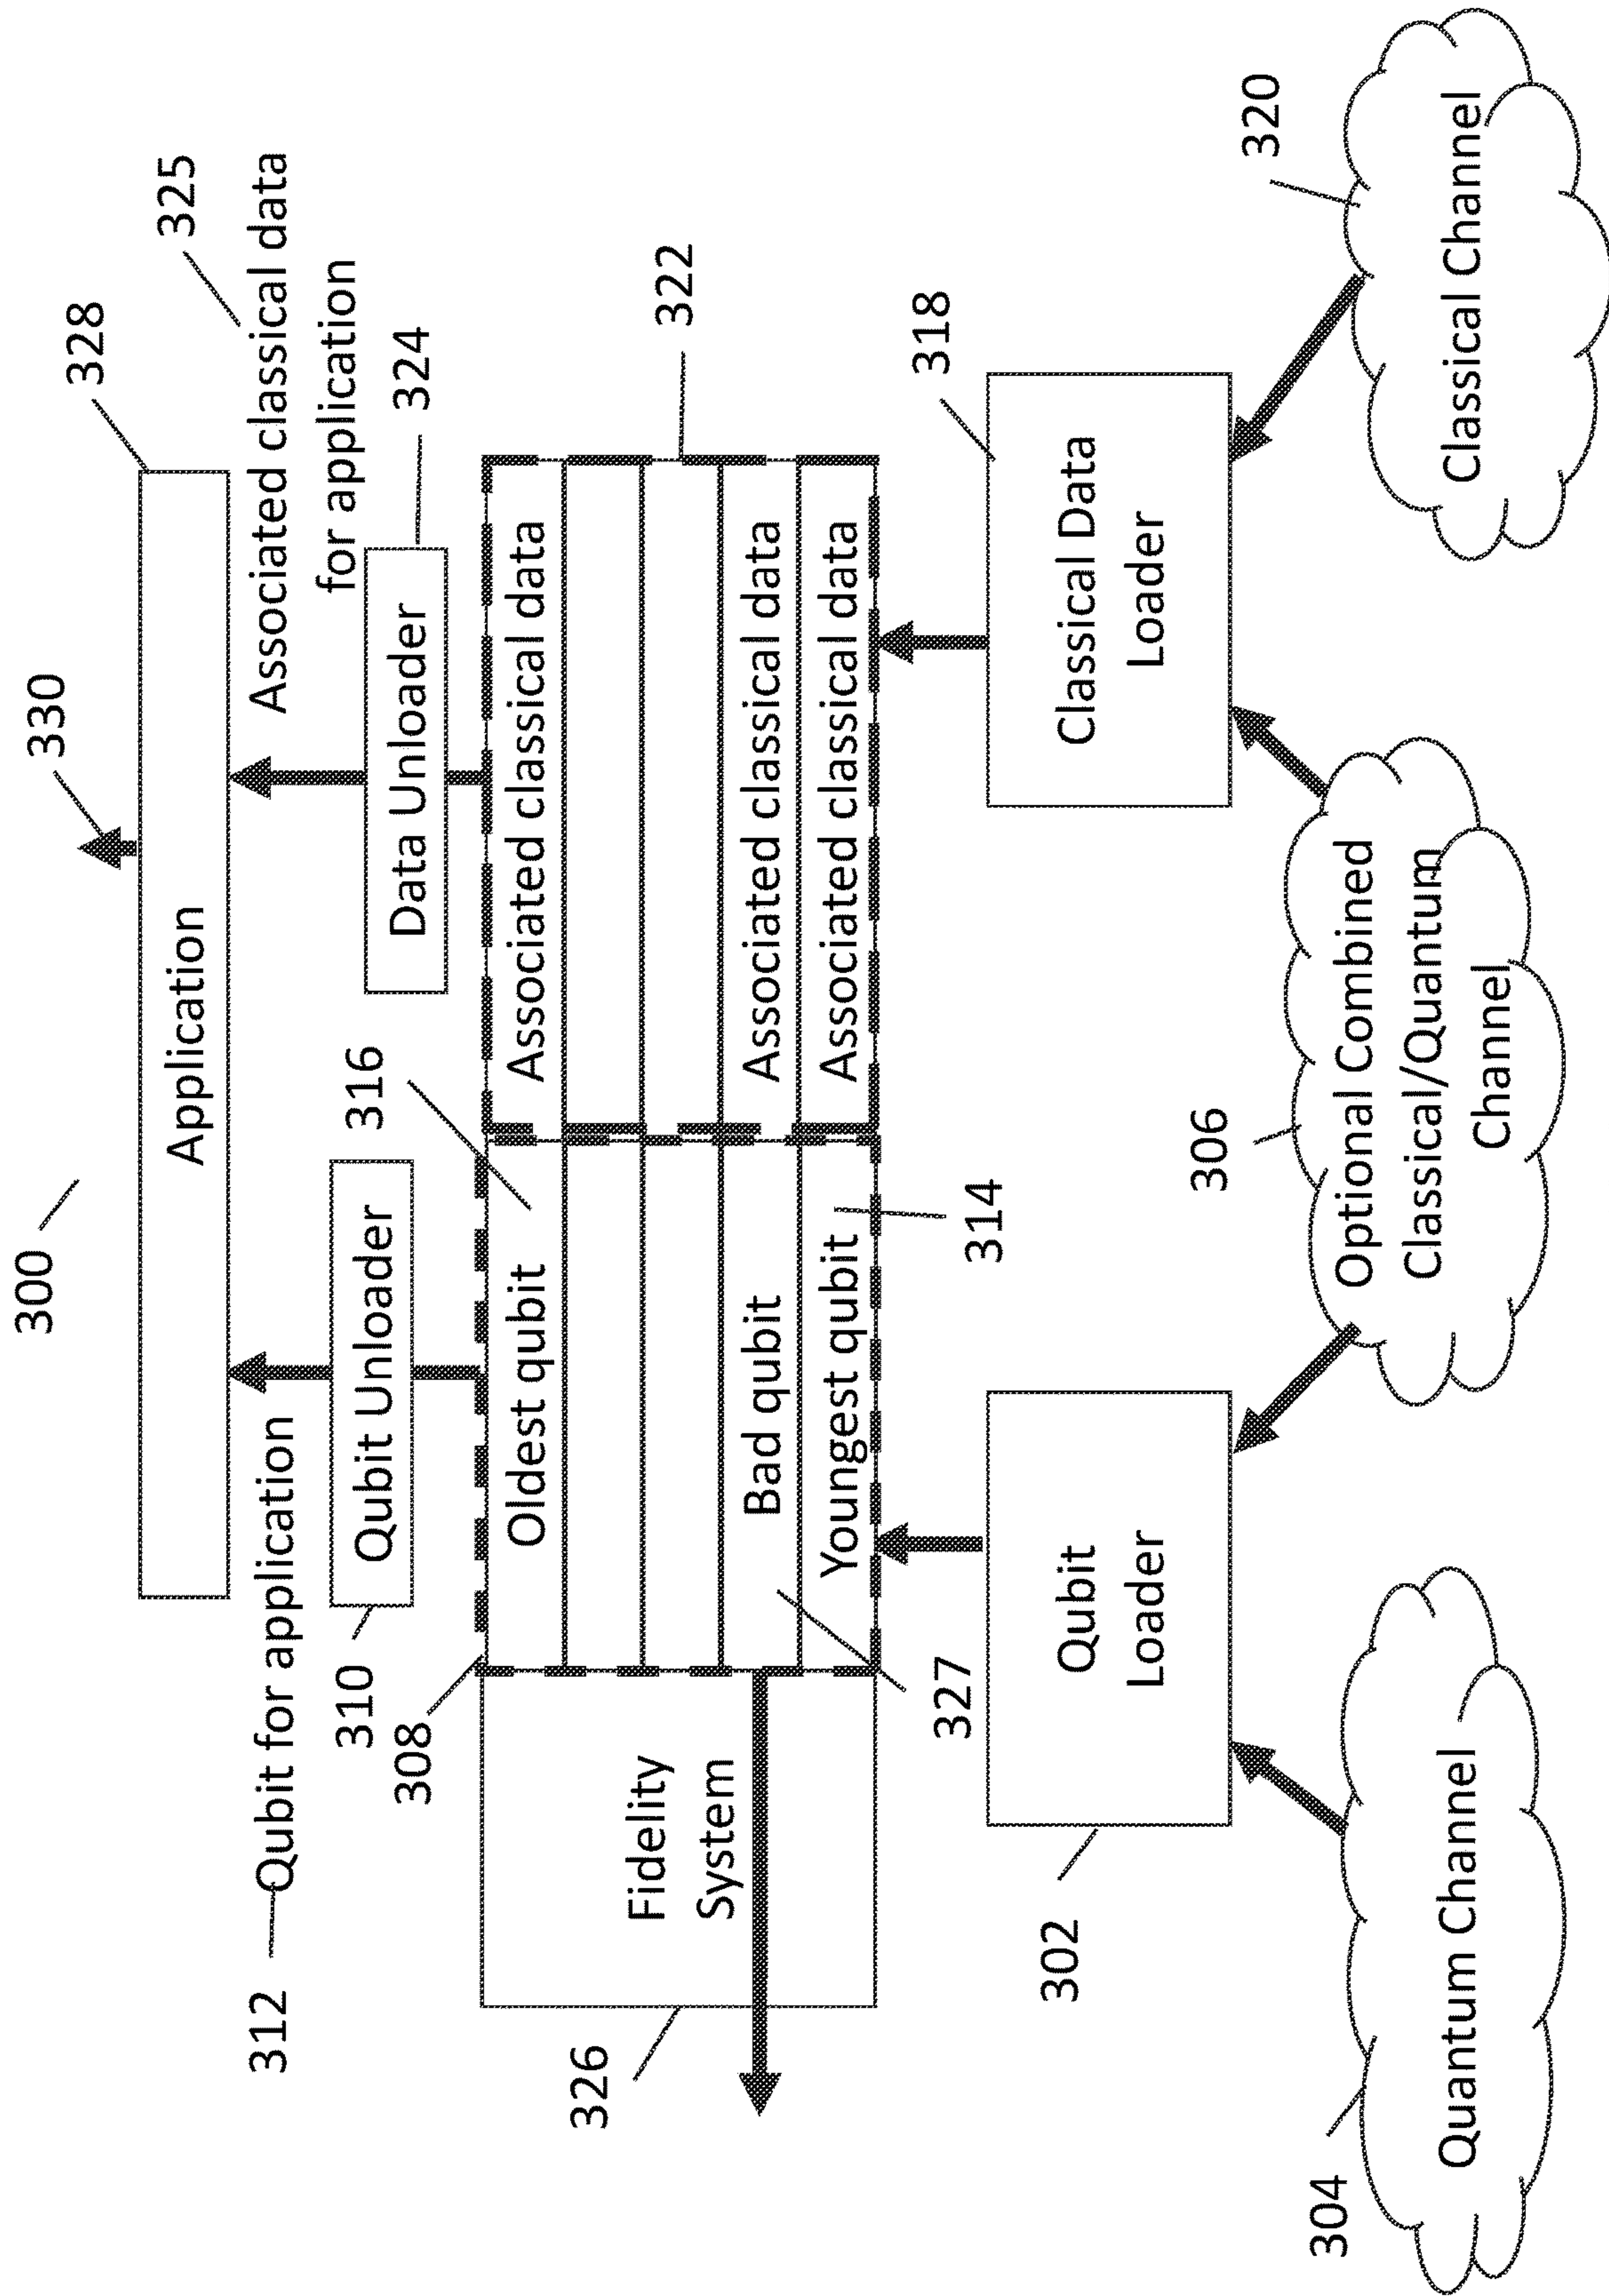 300
330
328
Application
325
Associated classical data
for application
312
Qubit for application
310
Qubit Unloader
316
Data Unloader
324
308
Oldest qubit
Associated classical data
322
Fidelity
System
326
Bad qubit
Associated classical data
Youngest qubit
Associated classical data
327
314
318
302
Qubit
Loader
Classical Data
Loader
304
Quantum Channel
306
Optional Combined
Classical/Quantum
Channel
320
Classical Channel